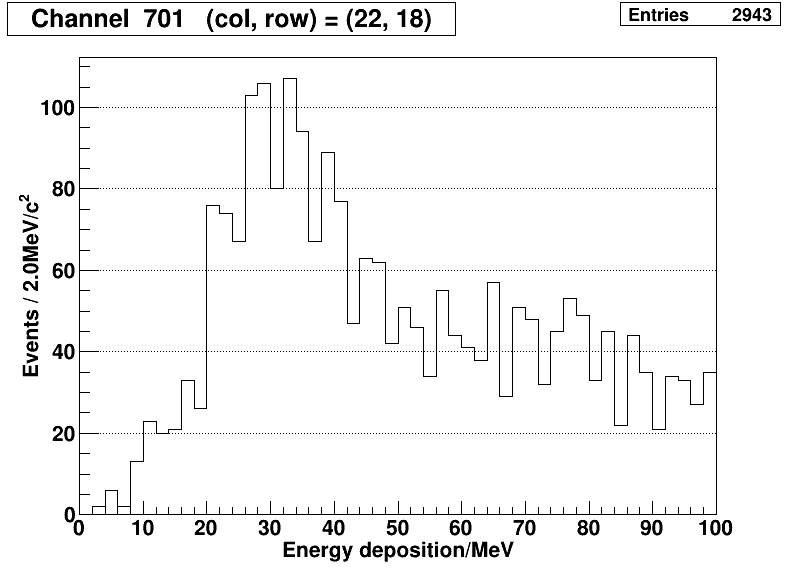 Channel 701 (col, row) = (22, 18)
Entries 2943
Events / 2.0MeV/c²
100
80
60
40
20
0
0 10 20 30 40 50 60 70 80 90 100
Energy deposition/MeV